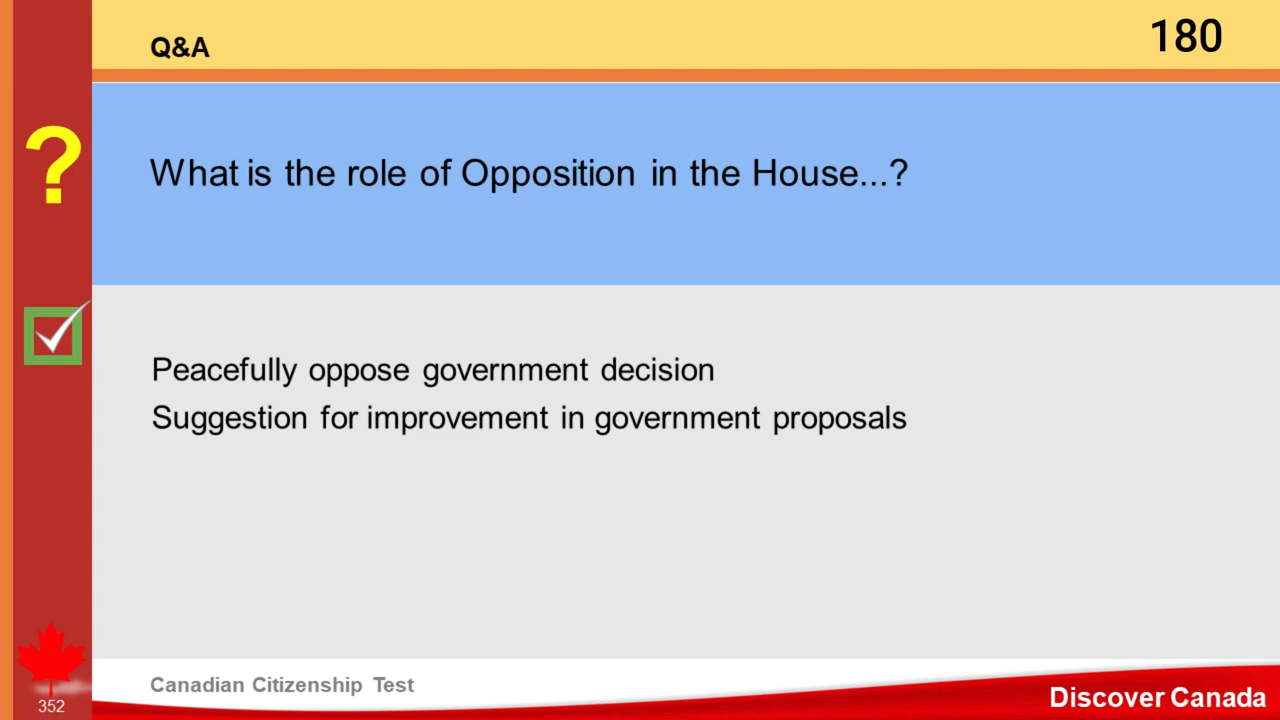 Q&A
180
?
What is the role of Opposition in the House...?
Peacefully oppose government decision
Suggestion for improvement in government proposals
Canadian Citizenship Test
352
Discover Canada